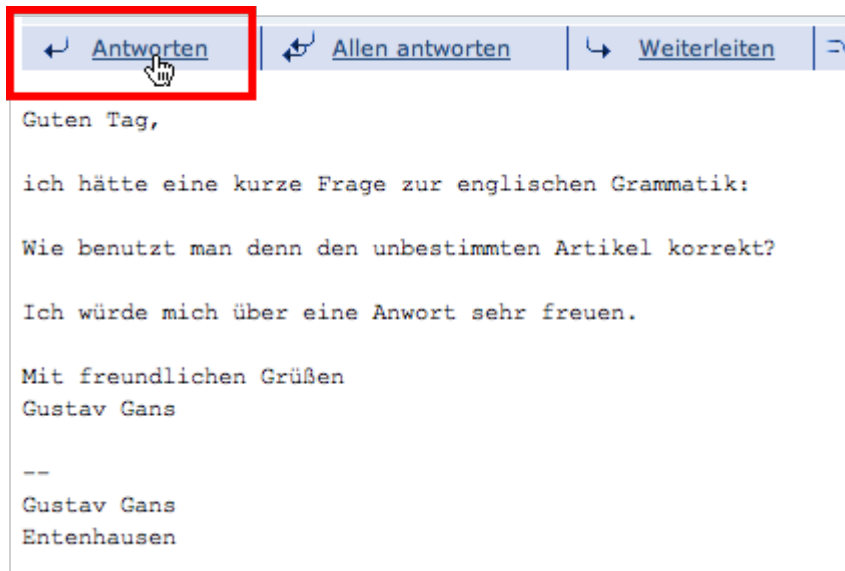 Antworten Allen antworten Weiterleiten
Guten Tag,
ich hätte eine kurze Frage zur englischen Grammatik:
Wie benutzt man denn den unbestimmten Artikel korrekt?
Ich würde mich über eine Anwort sehr freuen.
Mit freundlichen Grüßen
Gustav Gans
--
Gustav Gans
Entenhausen